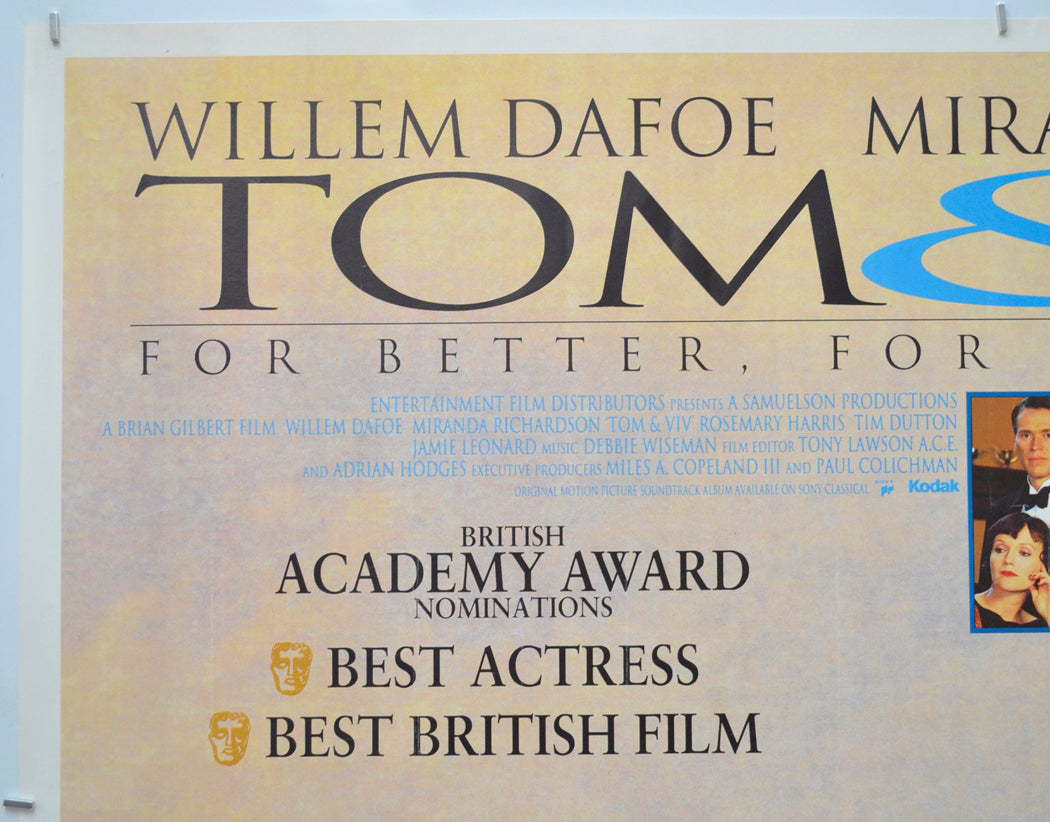 WILLEM DAFOE MIRA
TOM &
FOR BETTER, FOR
ENTERTAINMENT FILM DISTRIBUTORS PRESENTS A SAMUELSON PRODUCTIONS
A BRIAN GILBERT FILM WILLEM DAFOE MIRANDA RICHARDSON 'TOM & VIV' ROSEMARY HARRIS TIM DUTTON
JAMIE LEONARD MUSIC DEBBIE WISEMAN FILM EDITOR TONY LAWSON A.C.E.
AND ADRIAN HODGES EXECUTIVE PRODUCERS MILES A. COPELAND III AND PAUL COLICHMAN
ORIGINAL MOTION PICTURE SOUNDTRACK ALBUM AVAILABLE ON SONY CLASSICAL SONY Kodak
BRITISH
ACADEMY AWARD
NOMINATIONS
BEST ACTRESS
BEST BRITISH FILM